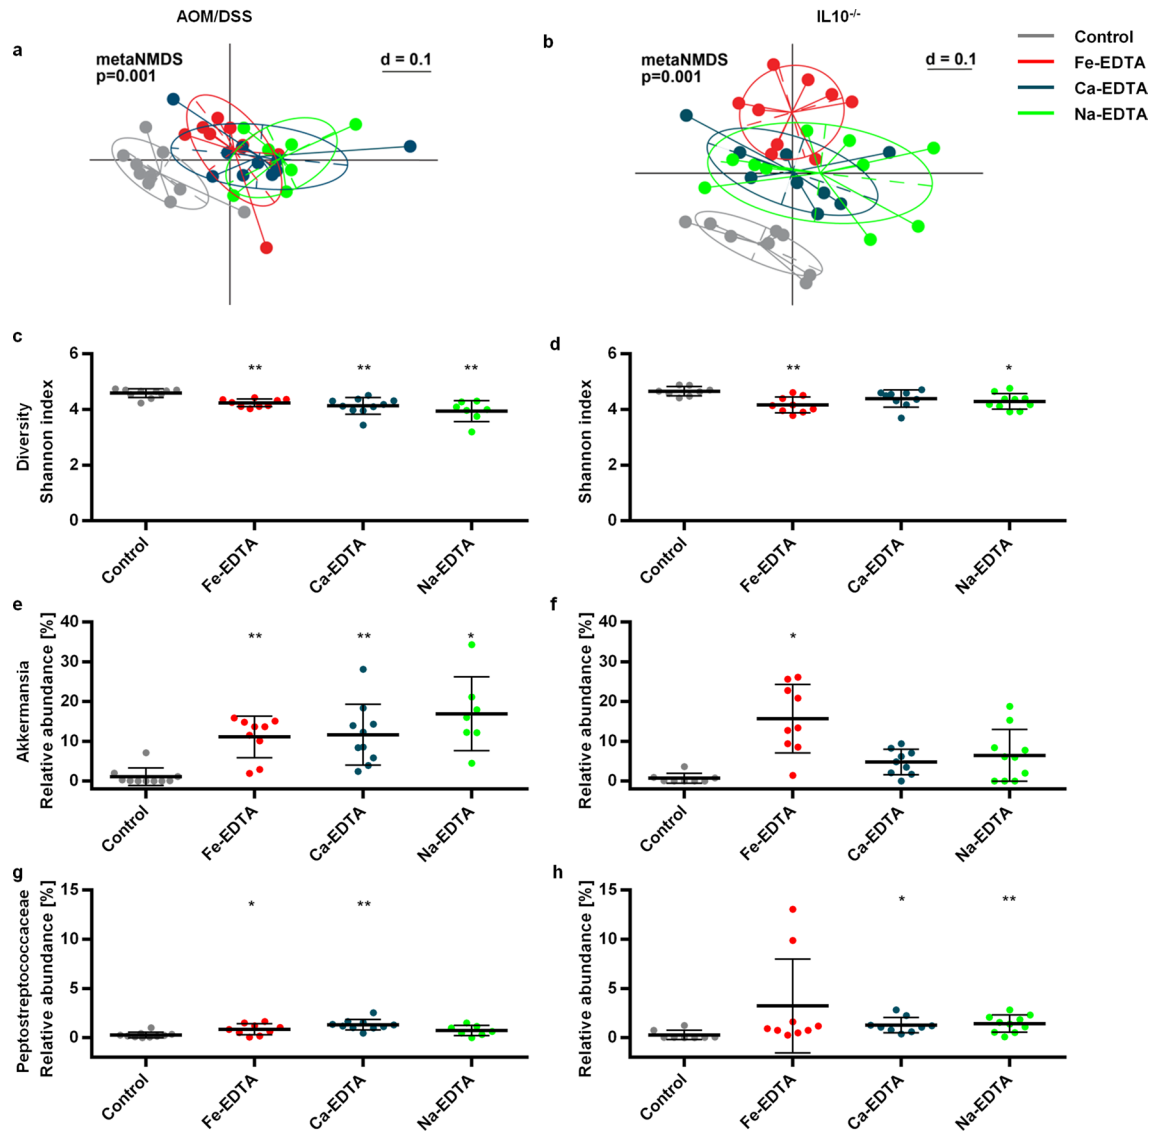 AOM/DSS
IL10-/-
a
metaNMDS
p=0.001
d = 0.1
b
metaNMDS
p=0.001
d = 0.1
Control
Fe-EDTA
Ca-EDTA
Na-EDTA
c
Diversity
Shannon index
6
4
2
0
**
**
**
Control
Fe-EDTA
Ca-EDTA
Na-EDTA
d
Shannon index
6
4
2
0
**
*
Control
Fe-EDTA
Ca-EDTA
Na-EDTA
e
Akkermansia
Relative abundance [%]
40
30
20
10
0
**
**
*
Control
Fe-EDTA
Ca-EDTA
Na-EDTA
f
Relative abundance [%]
40
30
20
10
0
*
Control
Fe-EDTA
Ca-EDTA
Na-EDTA
g
Peptostreptococcaceae
Relative abundance [%]
15
10
5
0
*
**
Control
Fe-EDTA
Ca-EDTA
Na-EDTA
h
Relative abundance [%]
15
10
5
0
*
**
Control
Fe-EDTA
Ca-EDTA
Na-EDTA